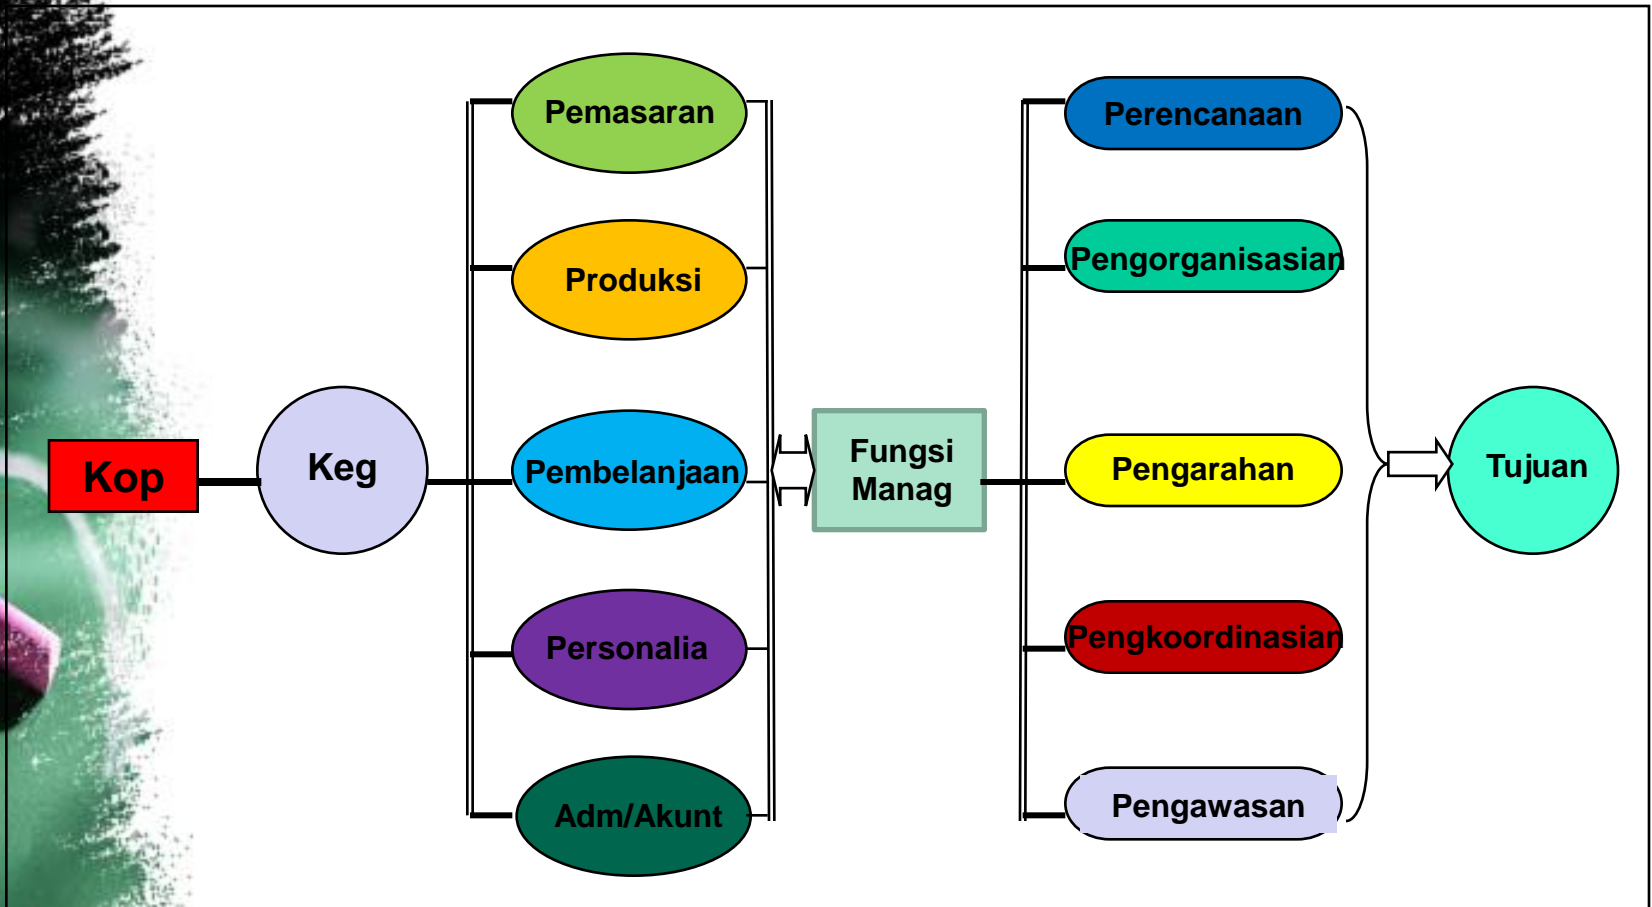 Kop
Keg
Pemasaran
Produksi
Pembelanjaan
Personalia
Adm/Akunt
Fungsi
Manag
Perencanaan
Pengorganisasian
Pengarahan
Pengkoordinasian
Pengawasan
Tujuan